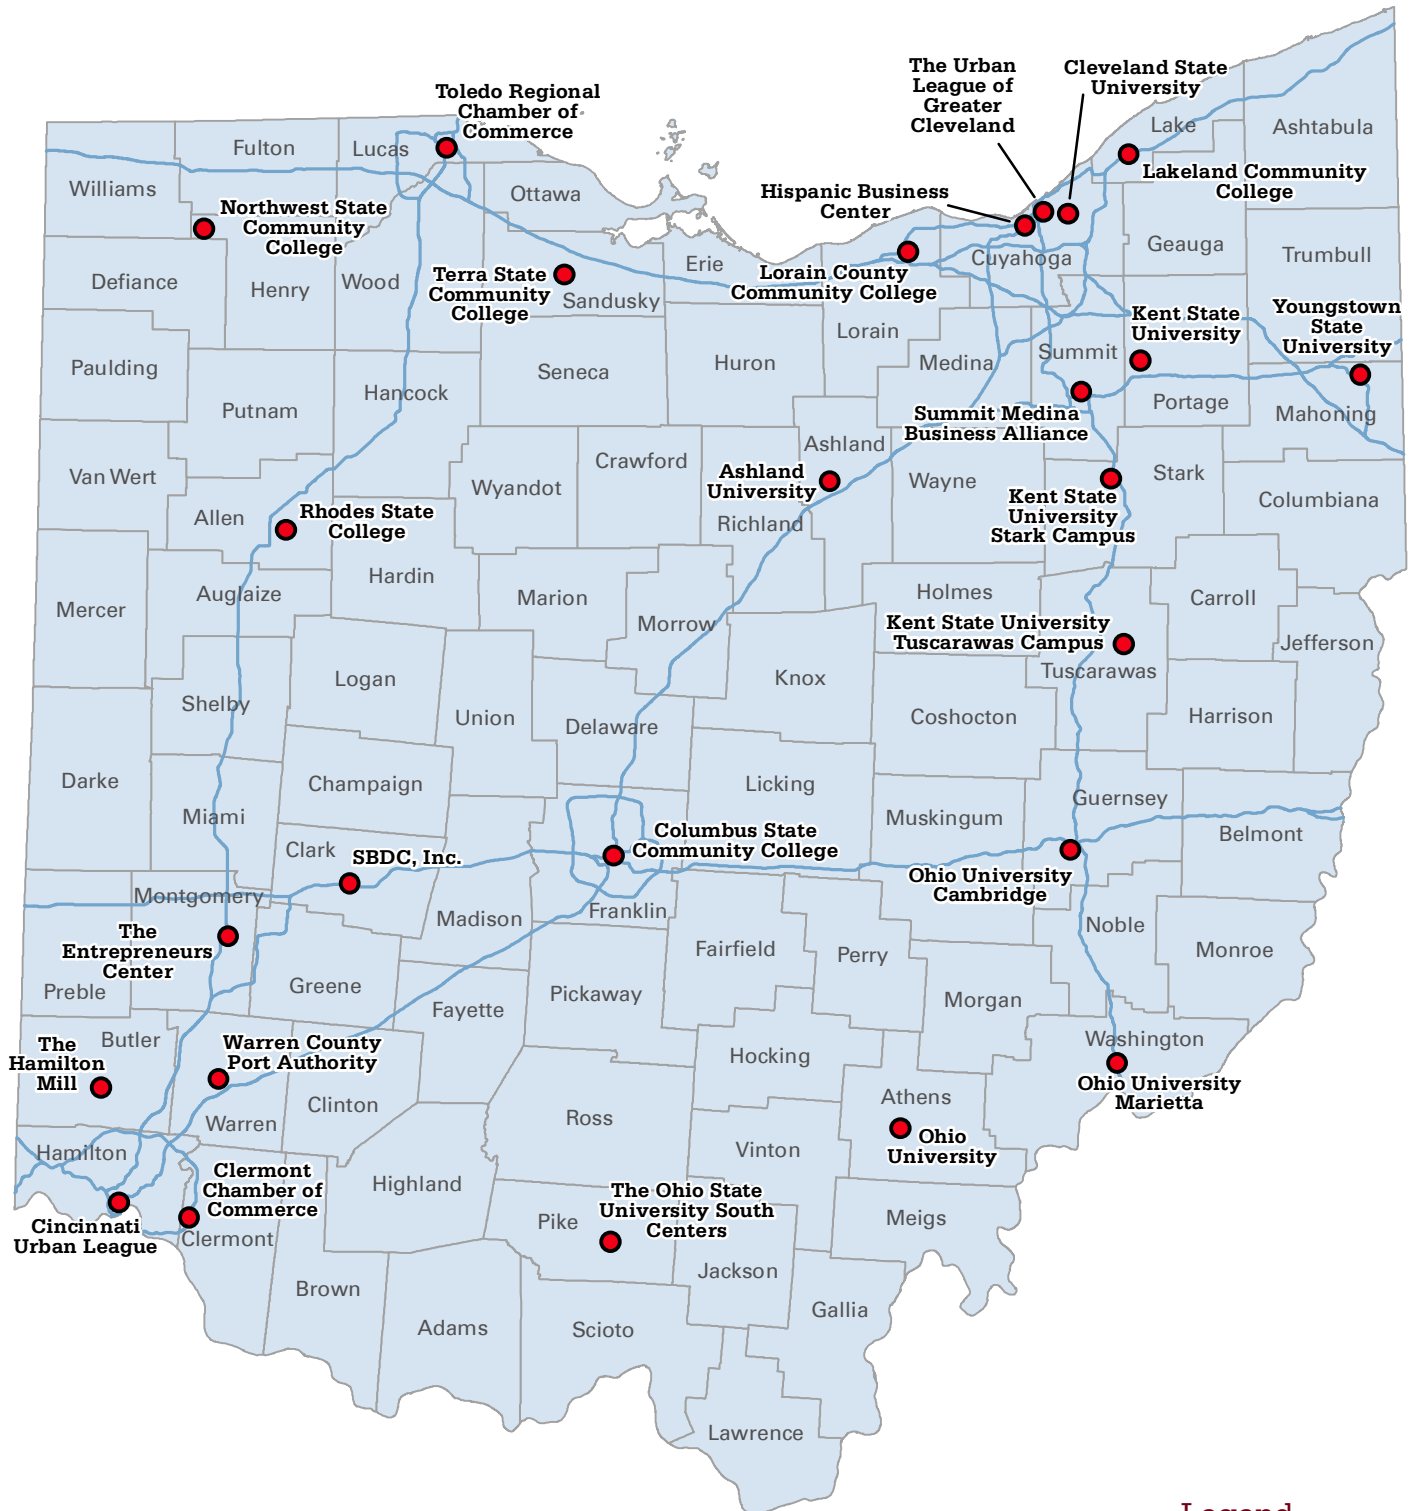 The Urban
League of
Greater
Cleveland
Cleveland State
University
Toledo Regional
Chamber of
Commerce
Lake
Ashtabula
Fulton
Lucas
Williams
Ottawa
Lakeland Community
College
Hispanic Business
Center
Northwest State
Community
College
Geauga
Trumbull
Cuyahoga
Erie
Lorain County
Community College
Defiance
Henry
Wood
Terra State
Community
College
Sandusky
Kent State
University
Youngstown
State
University
Lorain
Medina
Summit
Paulding
Putnam
Hancock
Seneca
Huron
Portage
Mahoning
Summit Medina
Business Alliance
Ashland
Van Wert
Allen
Wyandot
Crawford
Ashland
University
Richland
Wayne
Stark
Columbiana
Kent State
University
Stark Campus
Rhodes State
College
Mercer
Auglaize
Hardin
Marion
Morrow
Holmes
Carroll
Jefferson
Kent State University
Tuscarawas Campus
Tuscarawas
Shelby
Logan
Union
Delaware
Knox
Coshocton
Harrison
Darke
Miami
Champaign
Licking
Muskingum
Guernsey
Belmont
Clark
SBDC, Inc.
Columbus State
Community College
Ohio University
Cambridge
Montgomery
Madison
Franklin
Noble
Monroe
The
Entrepreneurs
Center
Preble
Greene
Fayette
Pickaway
Fairfield
Perry
Morgan
Washington
Butler
The
Hamilton
Mill
Warren County
Port Authority
Clinton
Warren
Ross
Hocking
Athens
Ohio University
Marietta
Hamilton
Vinton
Ohio
University
Clermont
Chamber of
Commerce
Highland
The Ohio State
University South
Centers
Pike
Meigs
Cincinnati
Urban League
Clermont
Jackson
Brown
Adams
Scioto
Gallia
Lawrence
Legend